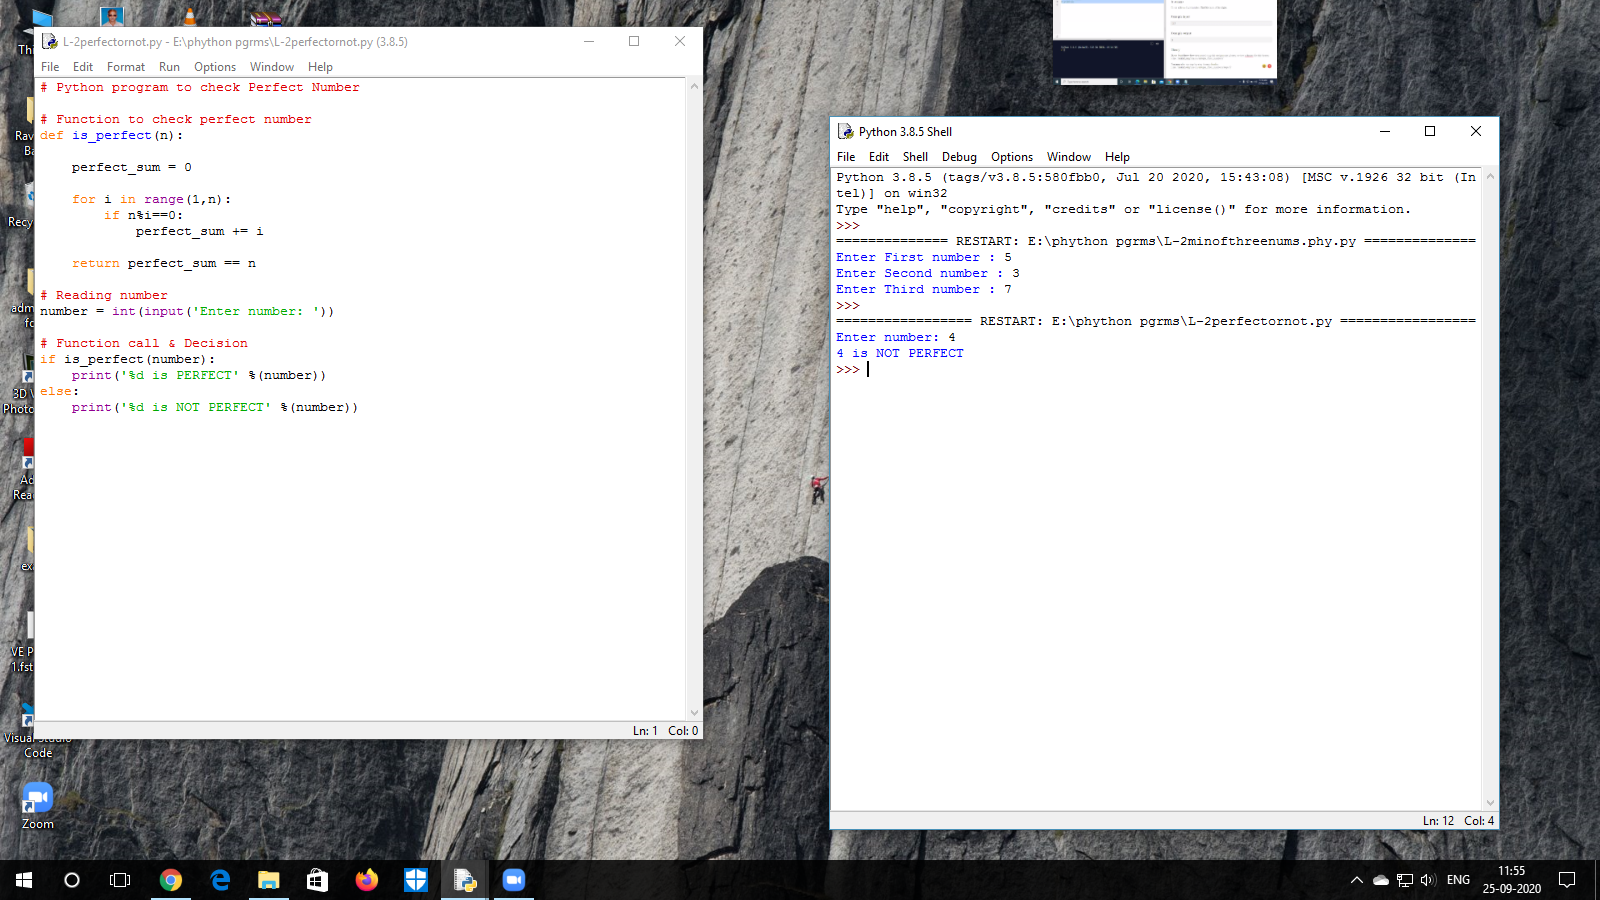 L-2perfectornot.py - E:\phython pgrms\L-2perfectornot.py (3.8.5)
File Edit Format Run Options Window Help
# Python program to check Perfect Number
# Function to check perfect number
def is_perfect(n):
perfect_sum = 0
for i in range(1,n):
if n%i==0:
perfect_sum += i
return perfect_sum == n
# Reading number
number = int(input('Enter number: '))
# Function call & Decision
if is_perfect(number):
print('%d is PERFECT' %(number))
else:
print('%d is NOT PERFECT' %(number))
Ln: 1 Col: 0
Python 3.8.5 Shell
File Edit Shell Debug Options Window Help
Python 3.8.5 (tags/v3.8.5:580fbb0, Jul 20 2020, 15:43:08) [MSC v.1926 32 bit (In
tel)] on win32
Type "help", "copyright", "credits" or "license()" for more information.
>>>
============== RESTART: E:\phython pgrms\L-2minofthreenums.phy.py ==============
Enter First number : 5
Enter Second number : 3
Enter Third number : 7
>>>
================= RESTART: E:\phython pgrms\L-2perfectornot.py =================
Enter number: 4
4 is NOT PERFECT
>>>
Ln: 12 Col: 4
Thi
Rav
Ba
Recy
adm
fo
3D V
Photo
Ad
Rea
ex
VE P
1.fst
Visual Studio
Code
Zoom
ENG
11:55
25-09-2020